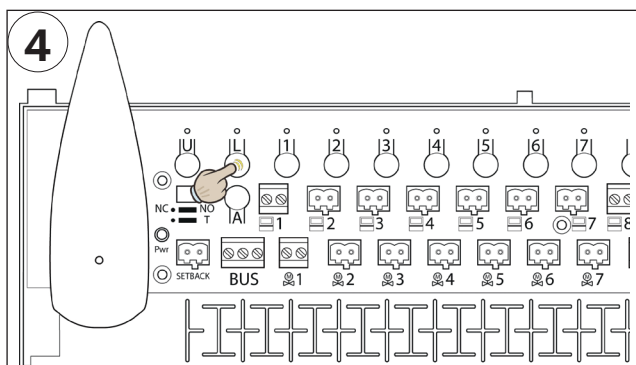 4
U L 1 2 3 4 5 6 7
NC NO
T
A
1 2 3 4 5 6 7 8
Pwr
SETBACK BUS 1 2 3 4 5 6 7
M M M M M M M